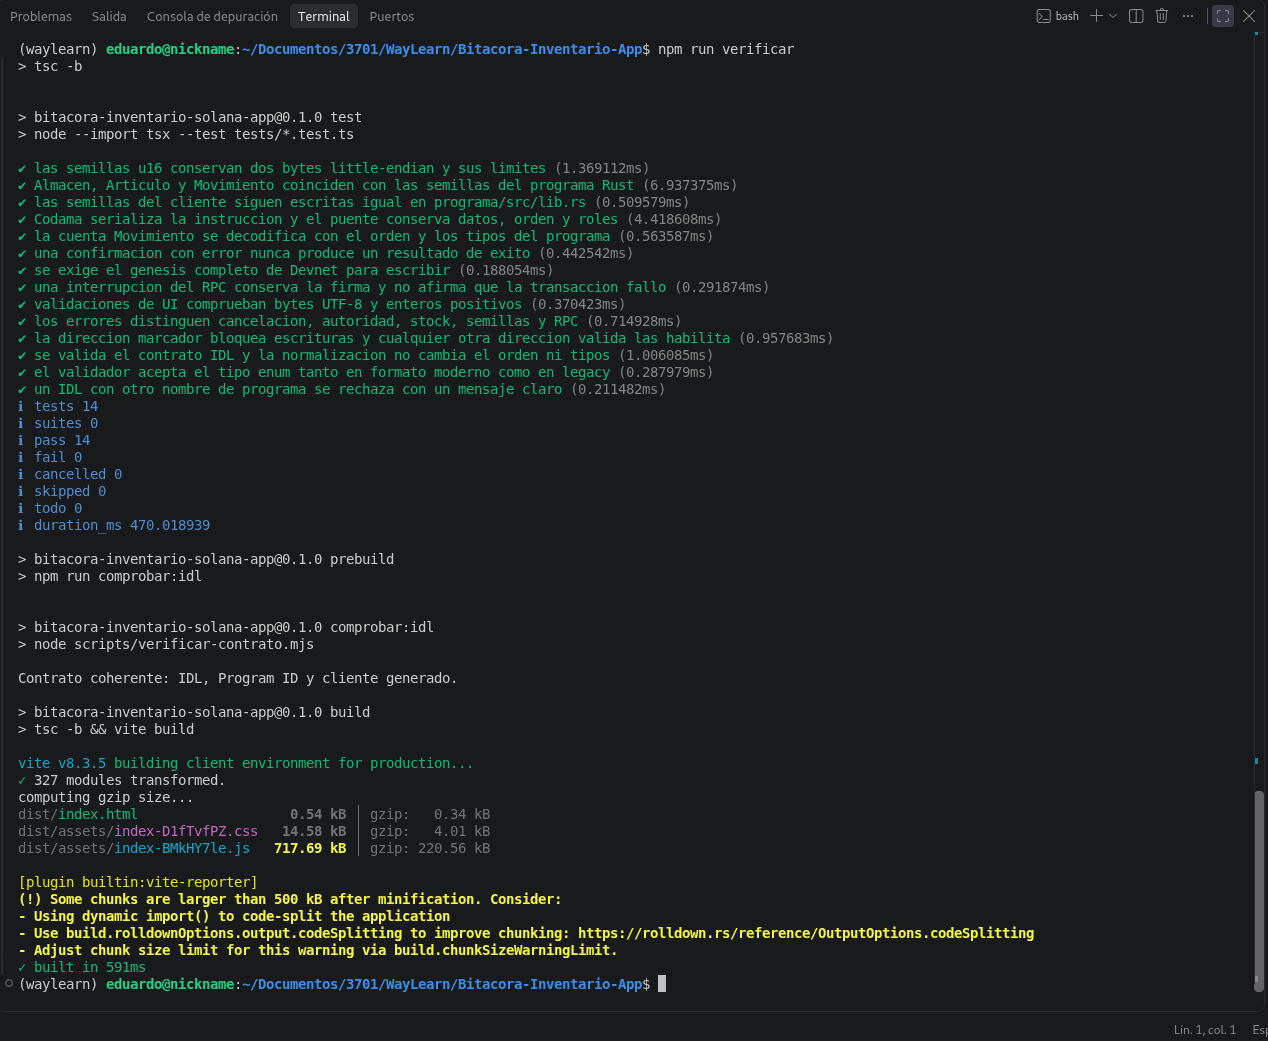 Problemas Salida Consola de depuración Terminal Puertos bash
(waylearn) eduardo@nickname:~/Documentos/3701/WayLearn/Bitacora-Inventario-App$ npm run verificar
> tsc -b
> bitacora-inventario-solana-app@0.1.0 test
> node --import tsx --test tests/*.test.ts
✔ las semillas u16 conservan dos bytes little-endian y sus limites (1.369112ms)
✔ Almacen, Articulo y Movimiento coinciden con las semillas del programa Rust (6.937375ms)
✔ las semillas del cliente siguen escritas igual en programa/src/lib.rs (0.509579ms)
✔ Codama serializa la instruccion y el puente conserva datos, orden y roles (4.418608ms)
✔ la cuenta Movimiento se decodifica con el orden y los tipos del programa (0.563587ms)
✔ una confirmacion con error nunca produce un resultado de exito (0.442542ms)
✔ se exige el genesis completo de Devnet para escribir (0.188054ms)
✔ una interrupcion del RPC conserva la firma y no afirma que la transaccion fallo (0.291874ms)
✔ validaciones de UI comprueban bytes UTF-8 y enteros positivos (0.370423ms)
✔ los errores distinguen cancelacion, autoridad, stock, semillas y RPC (0.714928ms)
✔ la direccion marcador bloquea escrituras y cualquier otra direccion valida las habilita (0.957683ms)
✔ se valida el contrato IDL y la normalizacion no cambia el orden ni tipos (1.006085ms)
✔ el validador acepta el tipo enum tanto en formato moderno como en legacy (0.287979ms)
✔ un IDL con otro nombre de programa se rechaza con un mensaje claro (0.211482ms)
ℹ tests 14
ℹ suites 0
ℹ pass 14
ℹ fail 0
ℹ cancelled 0
ℹ skipped 0
ℹ todo 0
ℹ duration_ms 470.018939
> bitacora-inventario-solana-app@0.1.0 prebuild
> npm run comprobar:idl
> bitacora-inventario-solana-app@0.1.0 comprobar:idl
> node scripts/verificar-contrato.mjs
Contrato coherente: IDL, Program ID y cliente generado.
> bitacora-inventario-solana-app@0.1.0 build
> tsc -b && vite build
vite v8.3.5 building client environment for production...
✓ 327 modules transformed.
computing gzip size...
dist/index.html 0.54 kB │ gzip: 0.34 kB
dist/assets/index-D1fTvfPZ.css 14.58 kB │ gzip: 4.01 kB
dist/assets/index-BMkHY7le.js 717.69 kB │ gzip: 220.56 kB
[plugin builtin:vite-reporter]
(!) Some chunks are larger than 500 kB after minification. Consider:
- Using dynamic import() to code-split the application
- Use build.rolldownOptions.output.codeSplitting to improve chunking: https://rolldown.rs/reference/OutputOptions.codeSplitting
- Adjust chunk size limit for this warning via build.chunkSizeWarningLimit.
✓ built in 591ms
(waylearn) eduardo@nickname:~/Documentos/3701/WayLearn/Bitacora-Inventario-App$
Lín. 1, col. 1 Esp